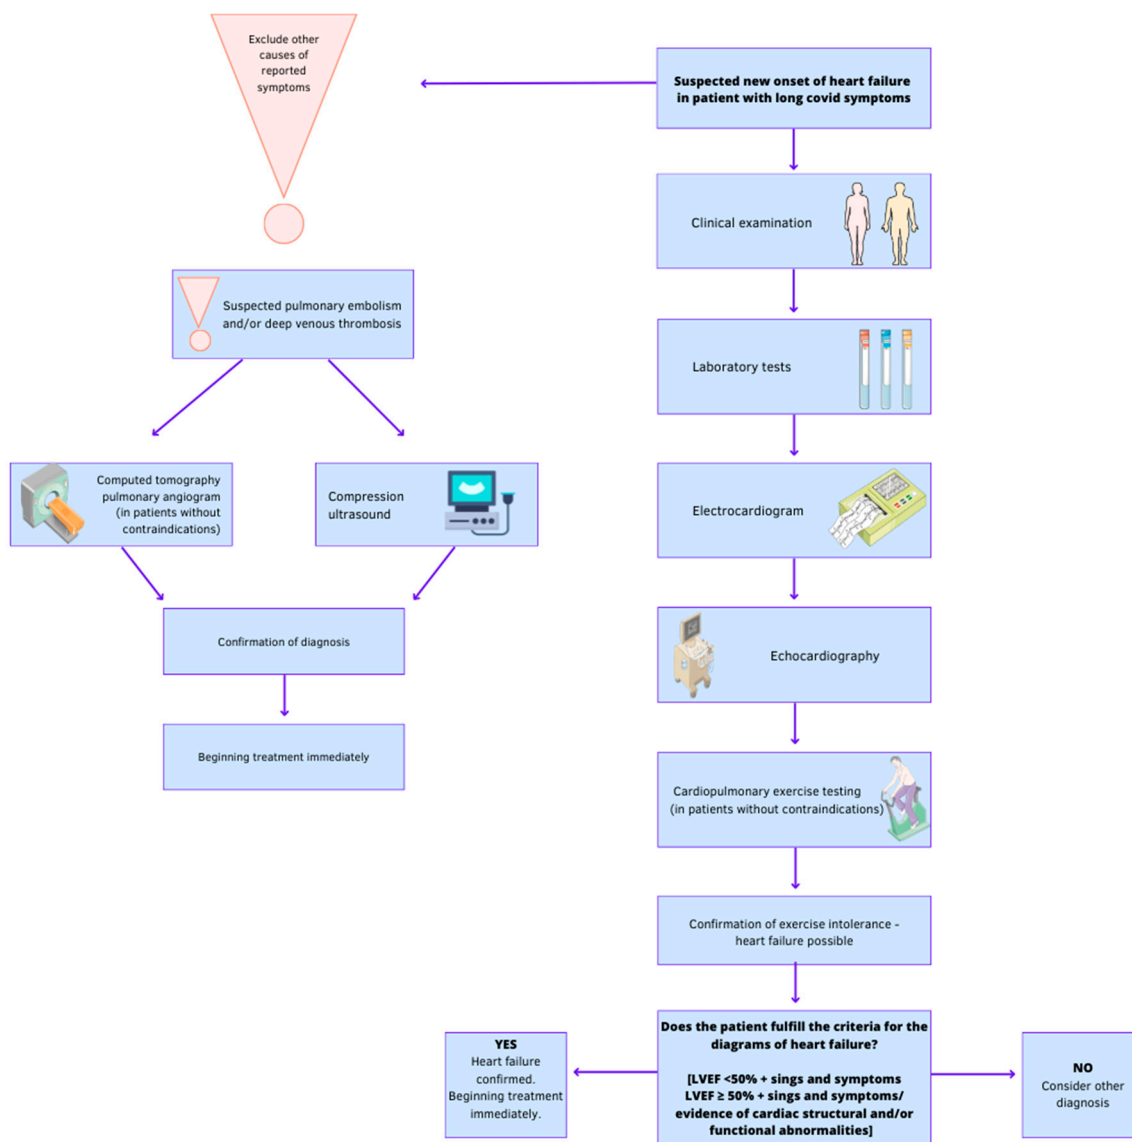 Exclude other
causes of
reported
symptoms
Suspected new onset of heart failure
in patient with long covid symptoms
Clinical examination
Suspected pulmonary embolism
and/or deep venous thrombosis
Laboratory tests
Computed tomography
pulmonary angiogram
(in patients without
contraindications)
Compression
ultrasound
Electrocardiogram
Confirmation of diagnosis
Echocardiography
Beginning treatment immediately
Cardiopulmonary exercise testing
(in patients without contraindications)
Confirmation of exercise intolerance -
heart failure possible
Does the patient fulfill the criteria for the
diagrams of heart failure?
[LVEF <50% + sings and symptoms
LVEF ≥ 50% + sings and symptoms/
evidence of cardiac structural and/or
functional abnormalities]
YES
Heart failure
confirmed.
Beginning treatment
immediately.
NO
Consider other
diagnosis